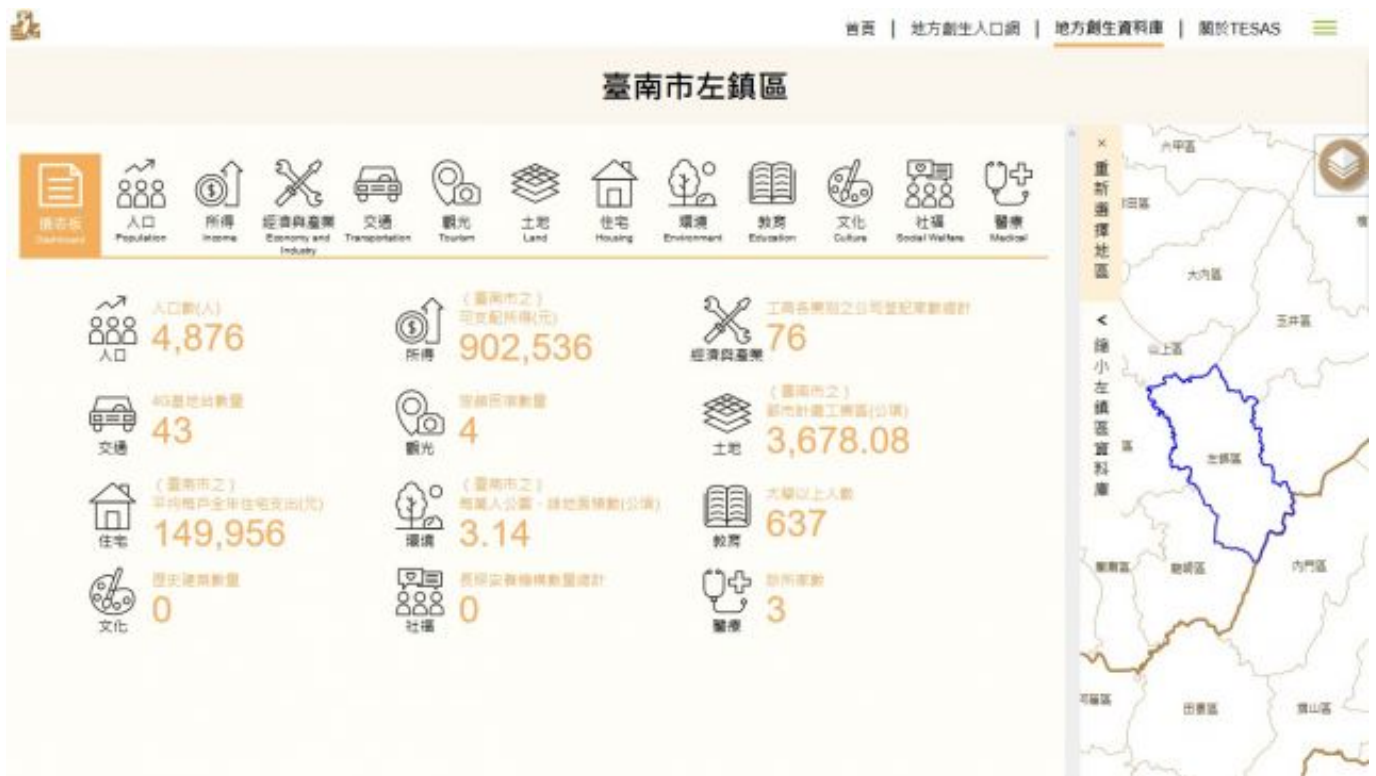 首頁 | 地方創生入口網 | 地方創生資料庫 | 關於TESAS
臺南市左鎮區
儀表板
Dashboard
人口
Population
所得
Income
經濟與產業
Economy and
Industry
交通
Transportation
觀光
Tourism
土地
Land
住宅
Housing
環境
Environment
教育
Education
文化
Culture
社福
Social Welfare
醫療
Medical
人口
人口數(人)
4,876
所得
(臺南市之)
可支配所得(元)
902,536
經濟與產業
工商各業別之公司登記家數總計
76
交通
4G基地台數量
43
觀光
4
土地
(臺南市之)
都市計畫工業區(公頃)
3,678.08
住宅
(臺南市之)
平均每戶全年住宅支出(元)
149,956
環境
(臺南市之)
每萬人公園、綠地面積數(公頃)
3.14
教育
大學以上人數
637
文化
歷史建築數量
0
社福
長照安養機構數量總計
0
醫療
診所家數
3
×
重新選擇地區
<
縮小左鎮區資料庫
六甲區
大內區
玉井區
山上區
左鎮區
區
龍崎區
內門區
田寮區
旗山區